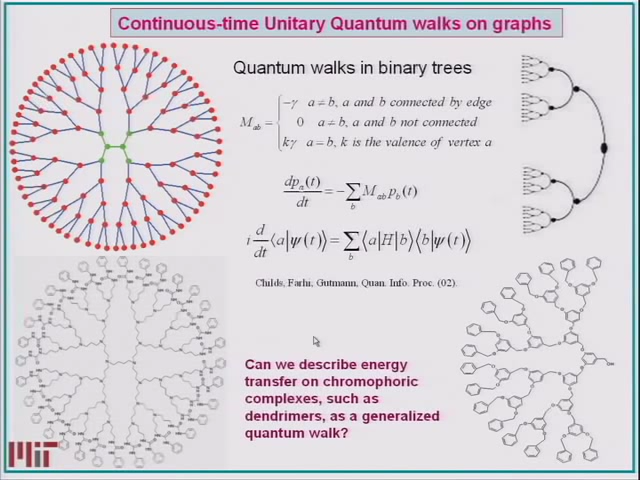 Continuous-time Unitary Quantum walks on graphs
Quantum walks in binary trees
M_ab = { −γ a ≠ b, a and b connected by edge
0 a ≠ b, a and b not connected
kγ a = b, k is the valence of vertex a
dp_a(t)/dt = −∑_b M_ab p_b(t)
i d/dt ⟨a|ψ(t)⟩ = ∑_b ⟨a|H|b⟩⟨b|ψ(t)⟩
Childs, Farhi, Gutmann, Quan. Info. Proc. (02).
Can we describe energy
transfer on chromophoric
complexes, such as
dendrimers, as a generalized
quantum walk?
MIT